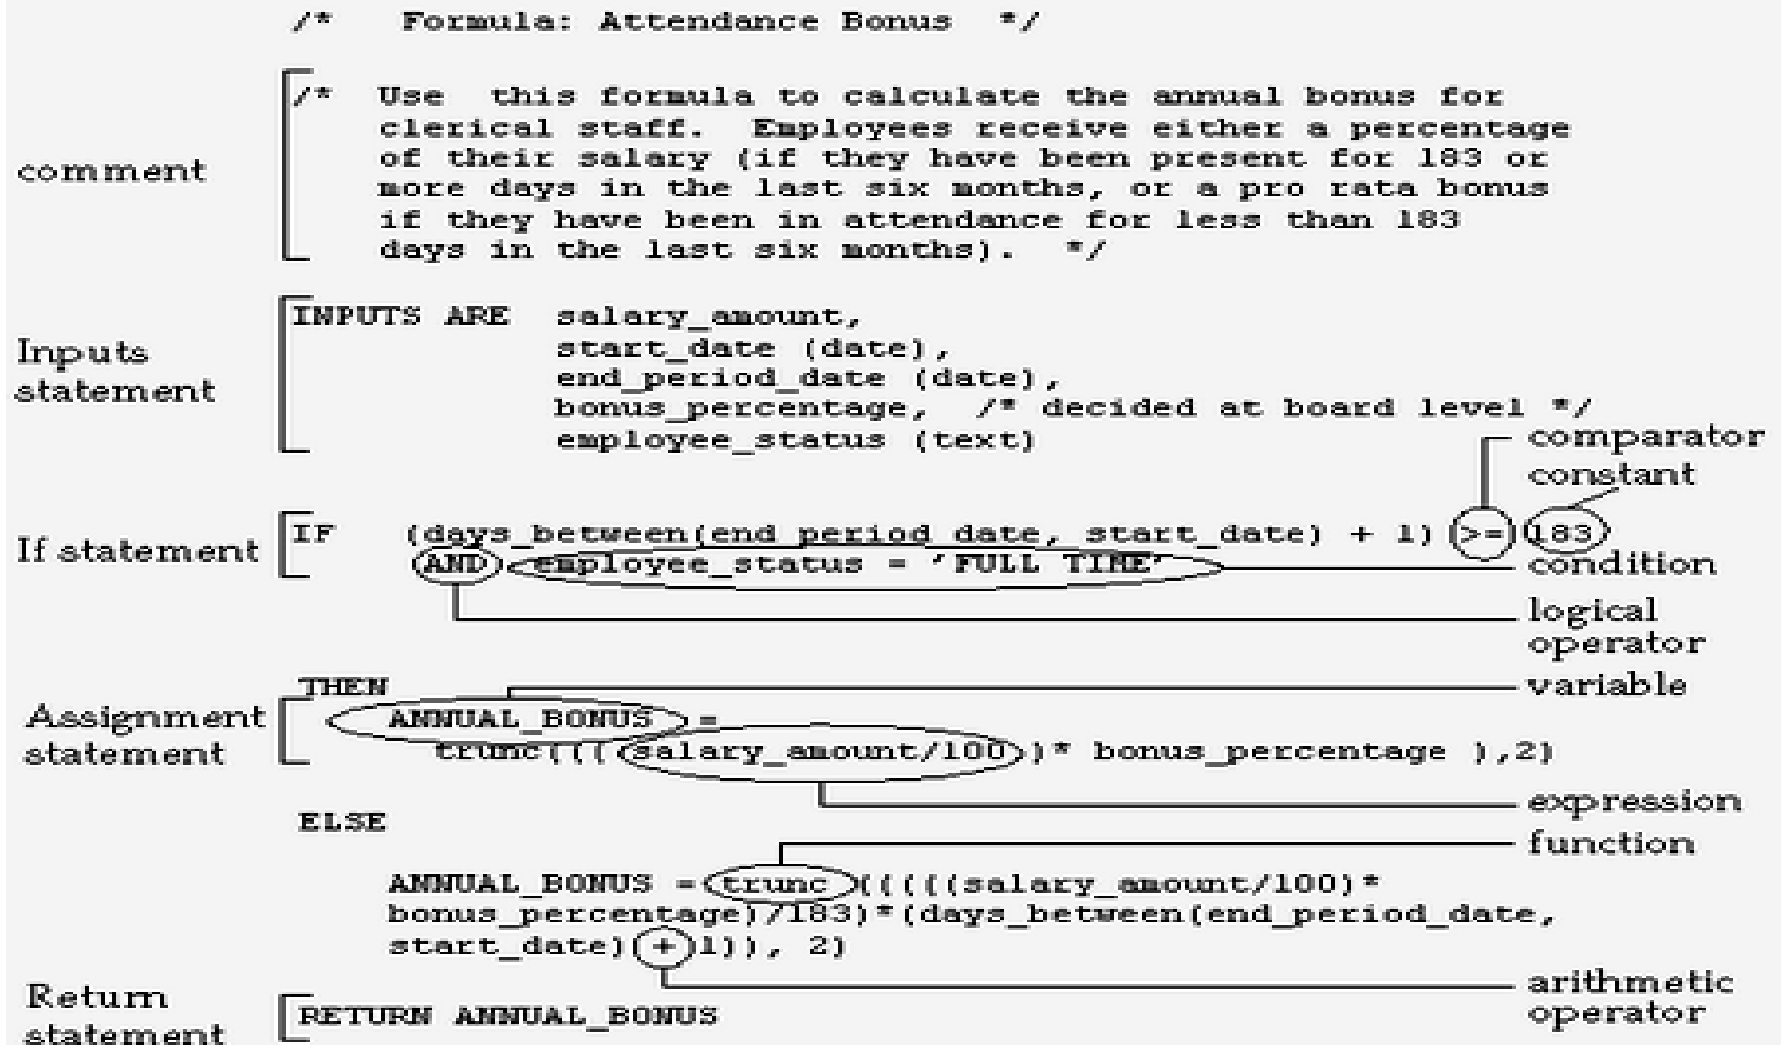 /* Formula: Attendance Bonus */
comment
/* Use this formula to calculate the annual bonus for
clerical staff. Employees receive either a percentage
of their salary (if they have been present for 183 or
more days in the last six months, or a pro rata bonus
if they have been in attendance for less than 183
days in the last six months). */
Inputs
statement
INPUTS ARE salary_amount,
start_date (date),
end_period_date (date),
bonus_percentage, /* decided at board level */
employee_status (text)
comparator
constant
If statement
IF (days_between(end_period_date, start_date) + 1) >= 183
AND employee_status = 'FULL TIME'
condition
logical
operator
THEN
variable
Assignment
statement
ANNUAL_BONUS =
trunc(((salary_amount/100)* bonus_percentage ),2)
expression
ELSE
function
ANNUAL_BONUS = trunc(((((salary_amount/100)*
bonus_percentage)/183)*(days_between(end_period_date,
start_date) + 1)), 2)
arithmetic
operator
Return
statement
RETURN ANNUAL_BONUS